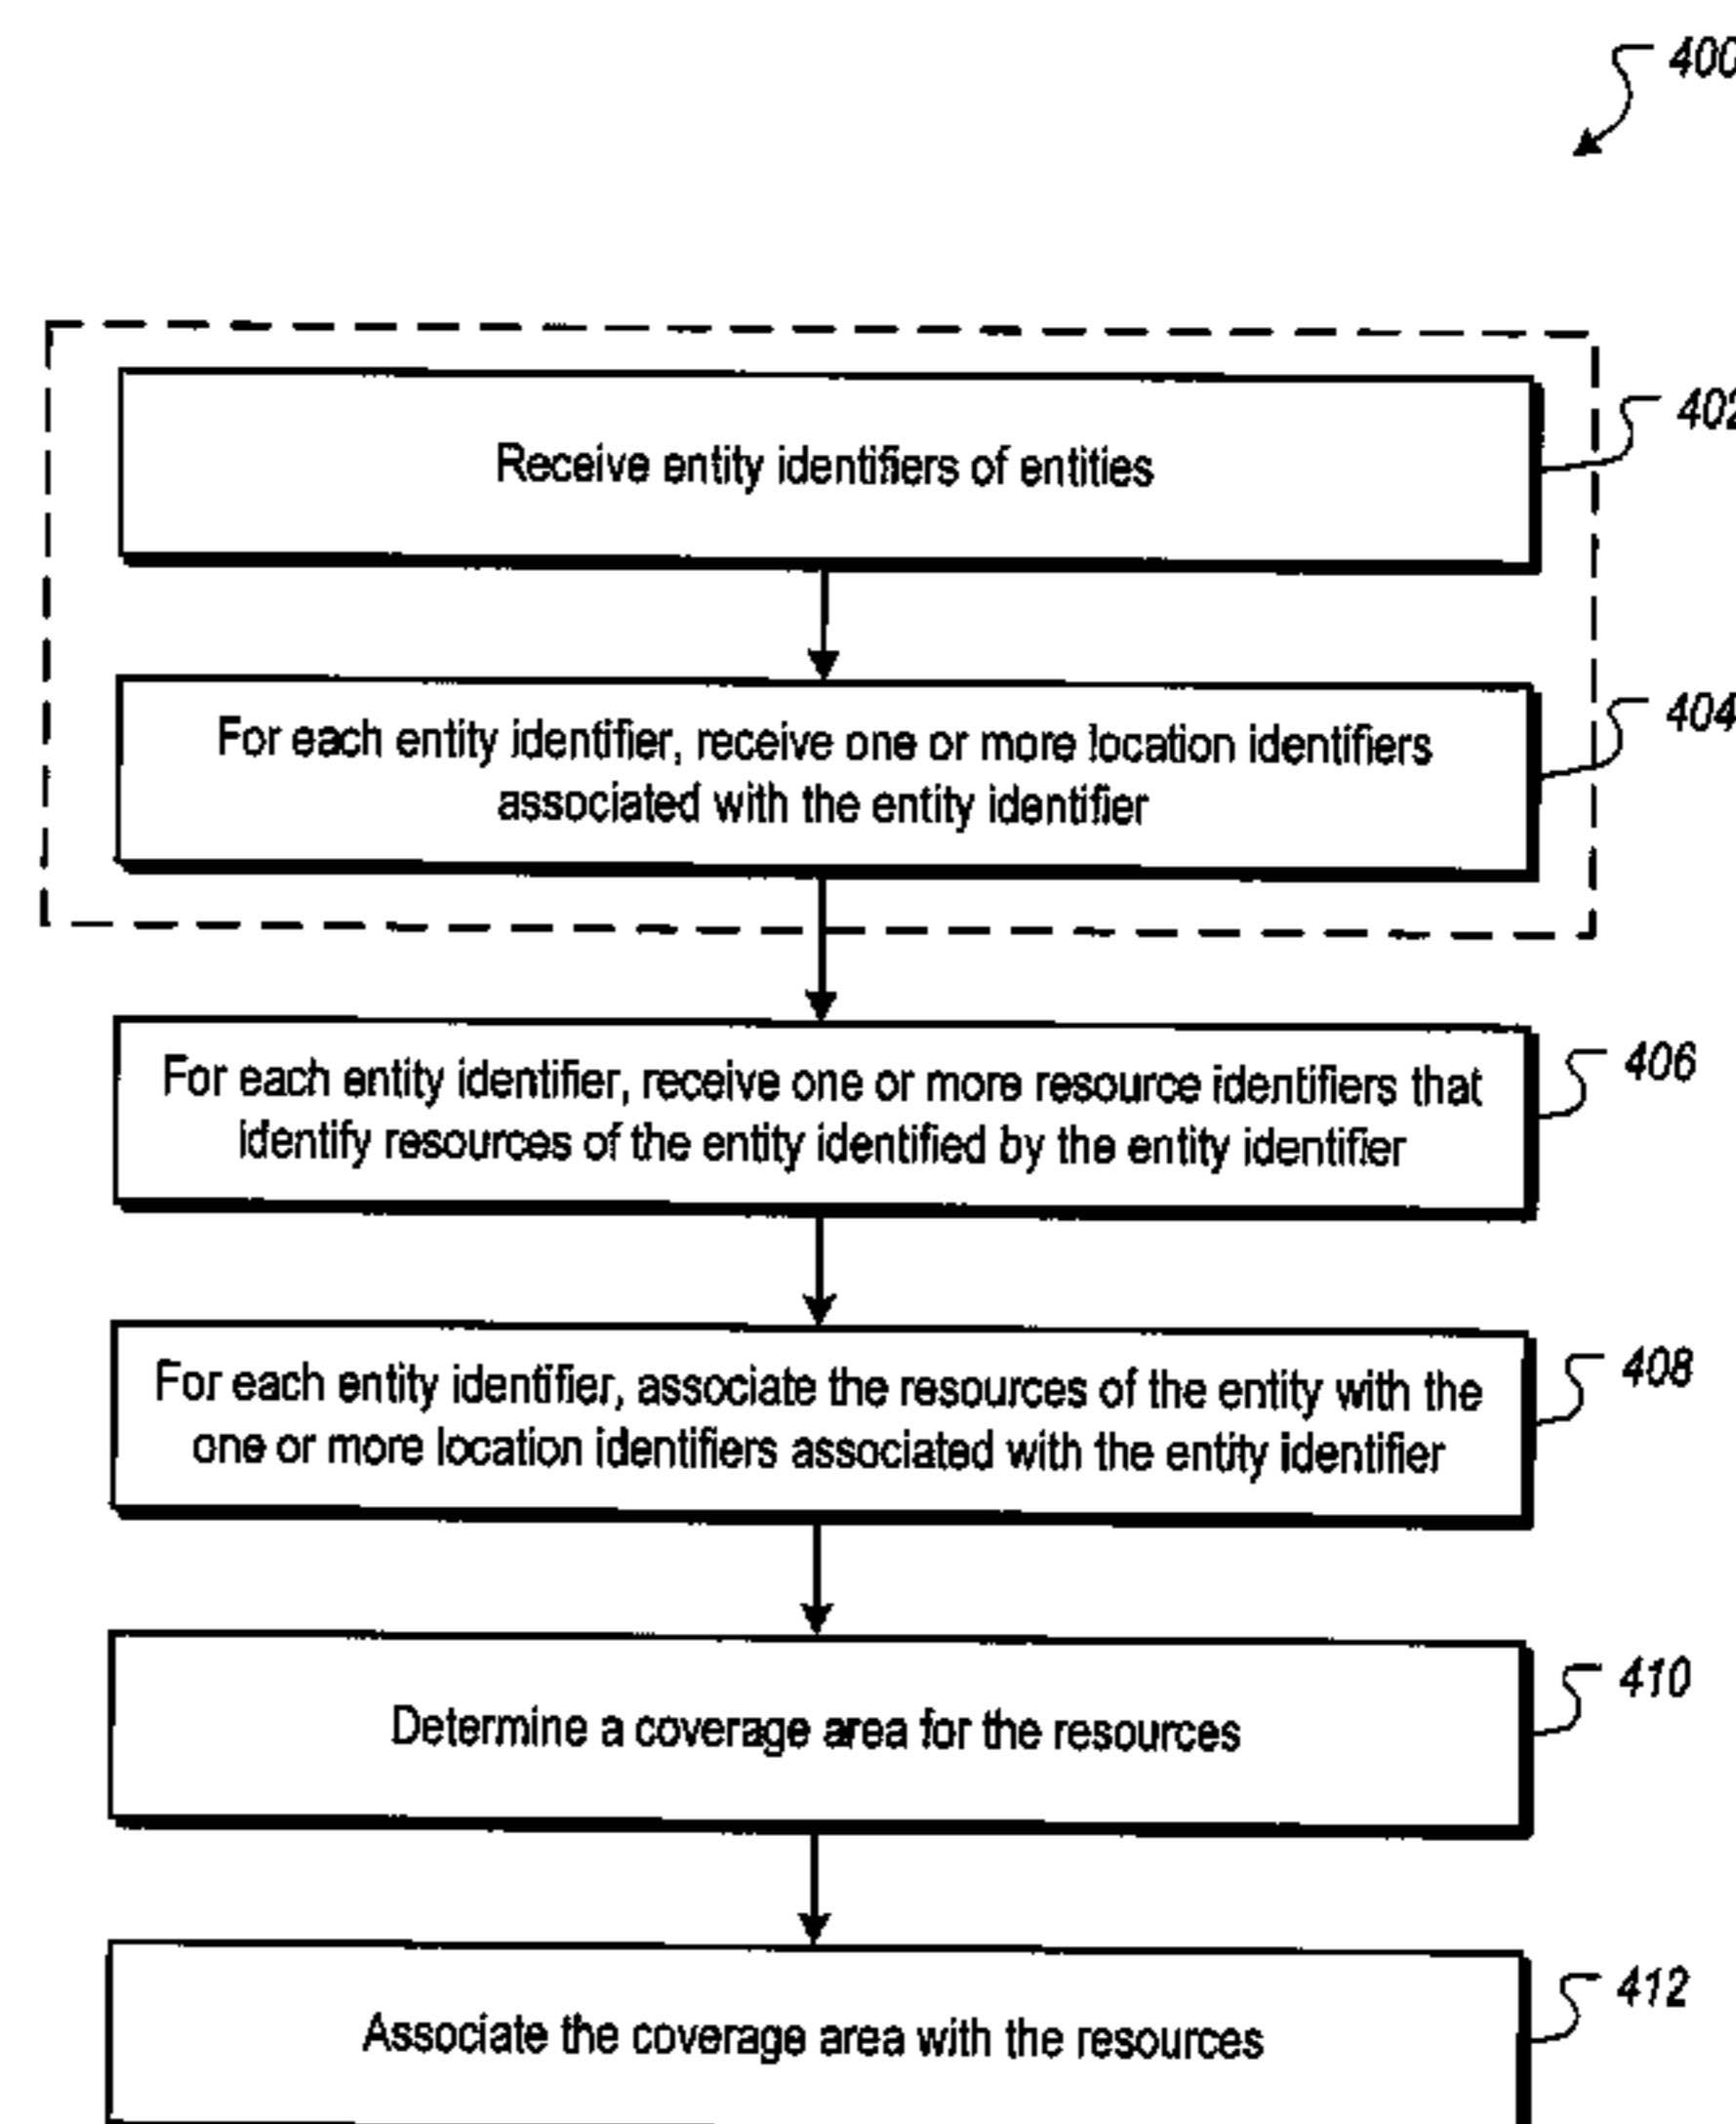 400
Receive entity identifiers of entities
402
For each entity identifier, receive one or more location identifiers
associated with the entity identifier
404
For each entity identifier, receive one or more resource identifiers that
identify resources of the entity identified by the entity identifier
406
For each entity identifier, associate the resources of the entity with the
one or more location identifiers associated with the entity identifier
408
Determine a coverage area for the resources
410
Associate the coverage area with the resources
412